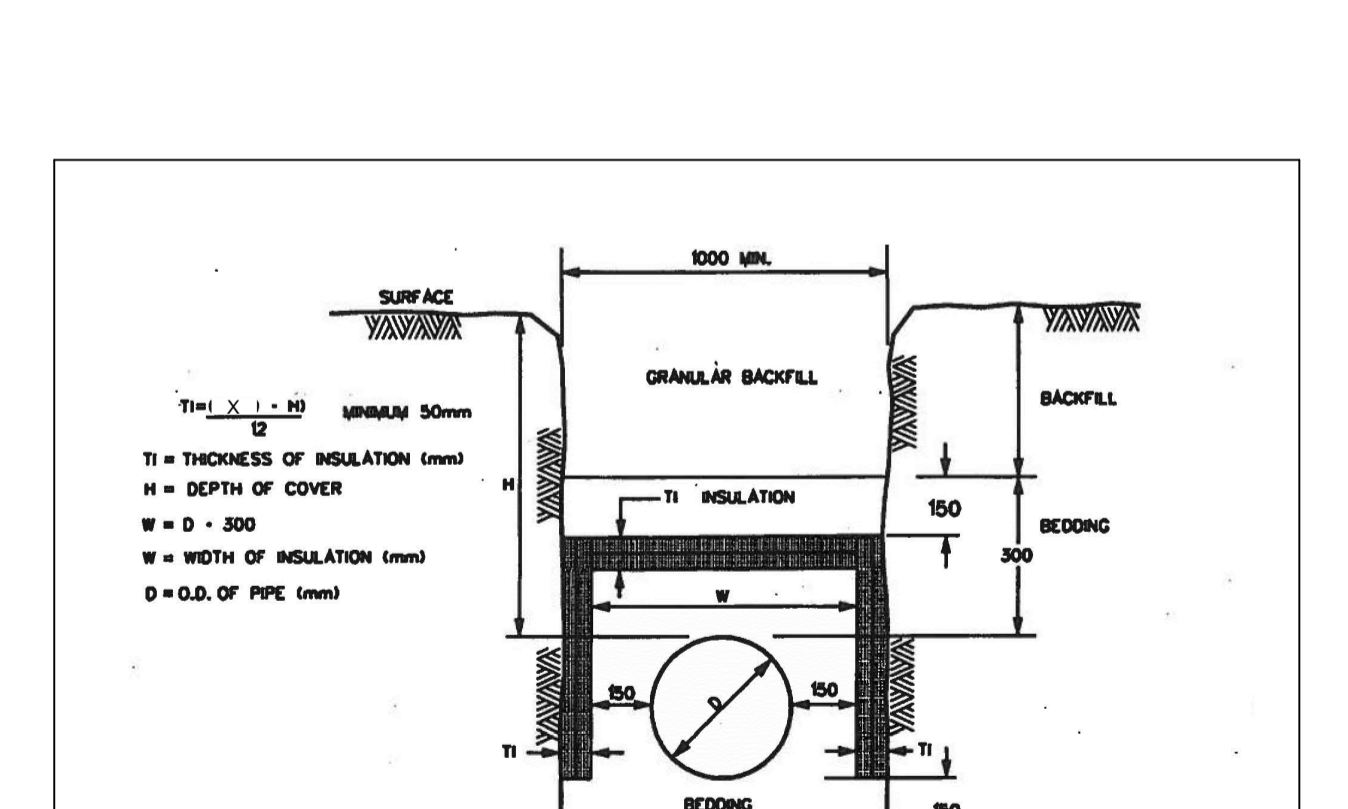 1000 MIN.
SURFACE
GRANULAR BACKFILL
BACKFILL
TI=( X ) - H)
12
MINIMUM 50mm
TI = THICKNESS OF INSULATION (mm)
H = DEPTH OF COVER
H
TI INSULATION
150
W = D + 300
BEDDING
W = WIDTH OF INSULATION (mm)
300
D = O.D. OF PIPE (mm)
W
150
D
150
TI
TI
BEDDING